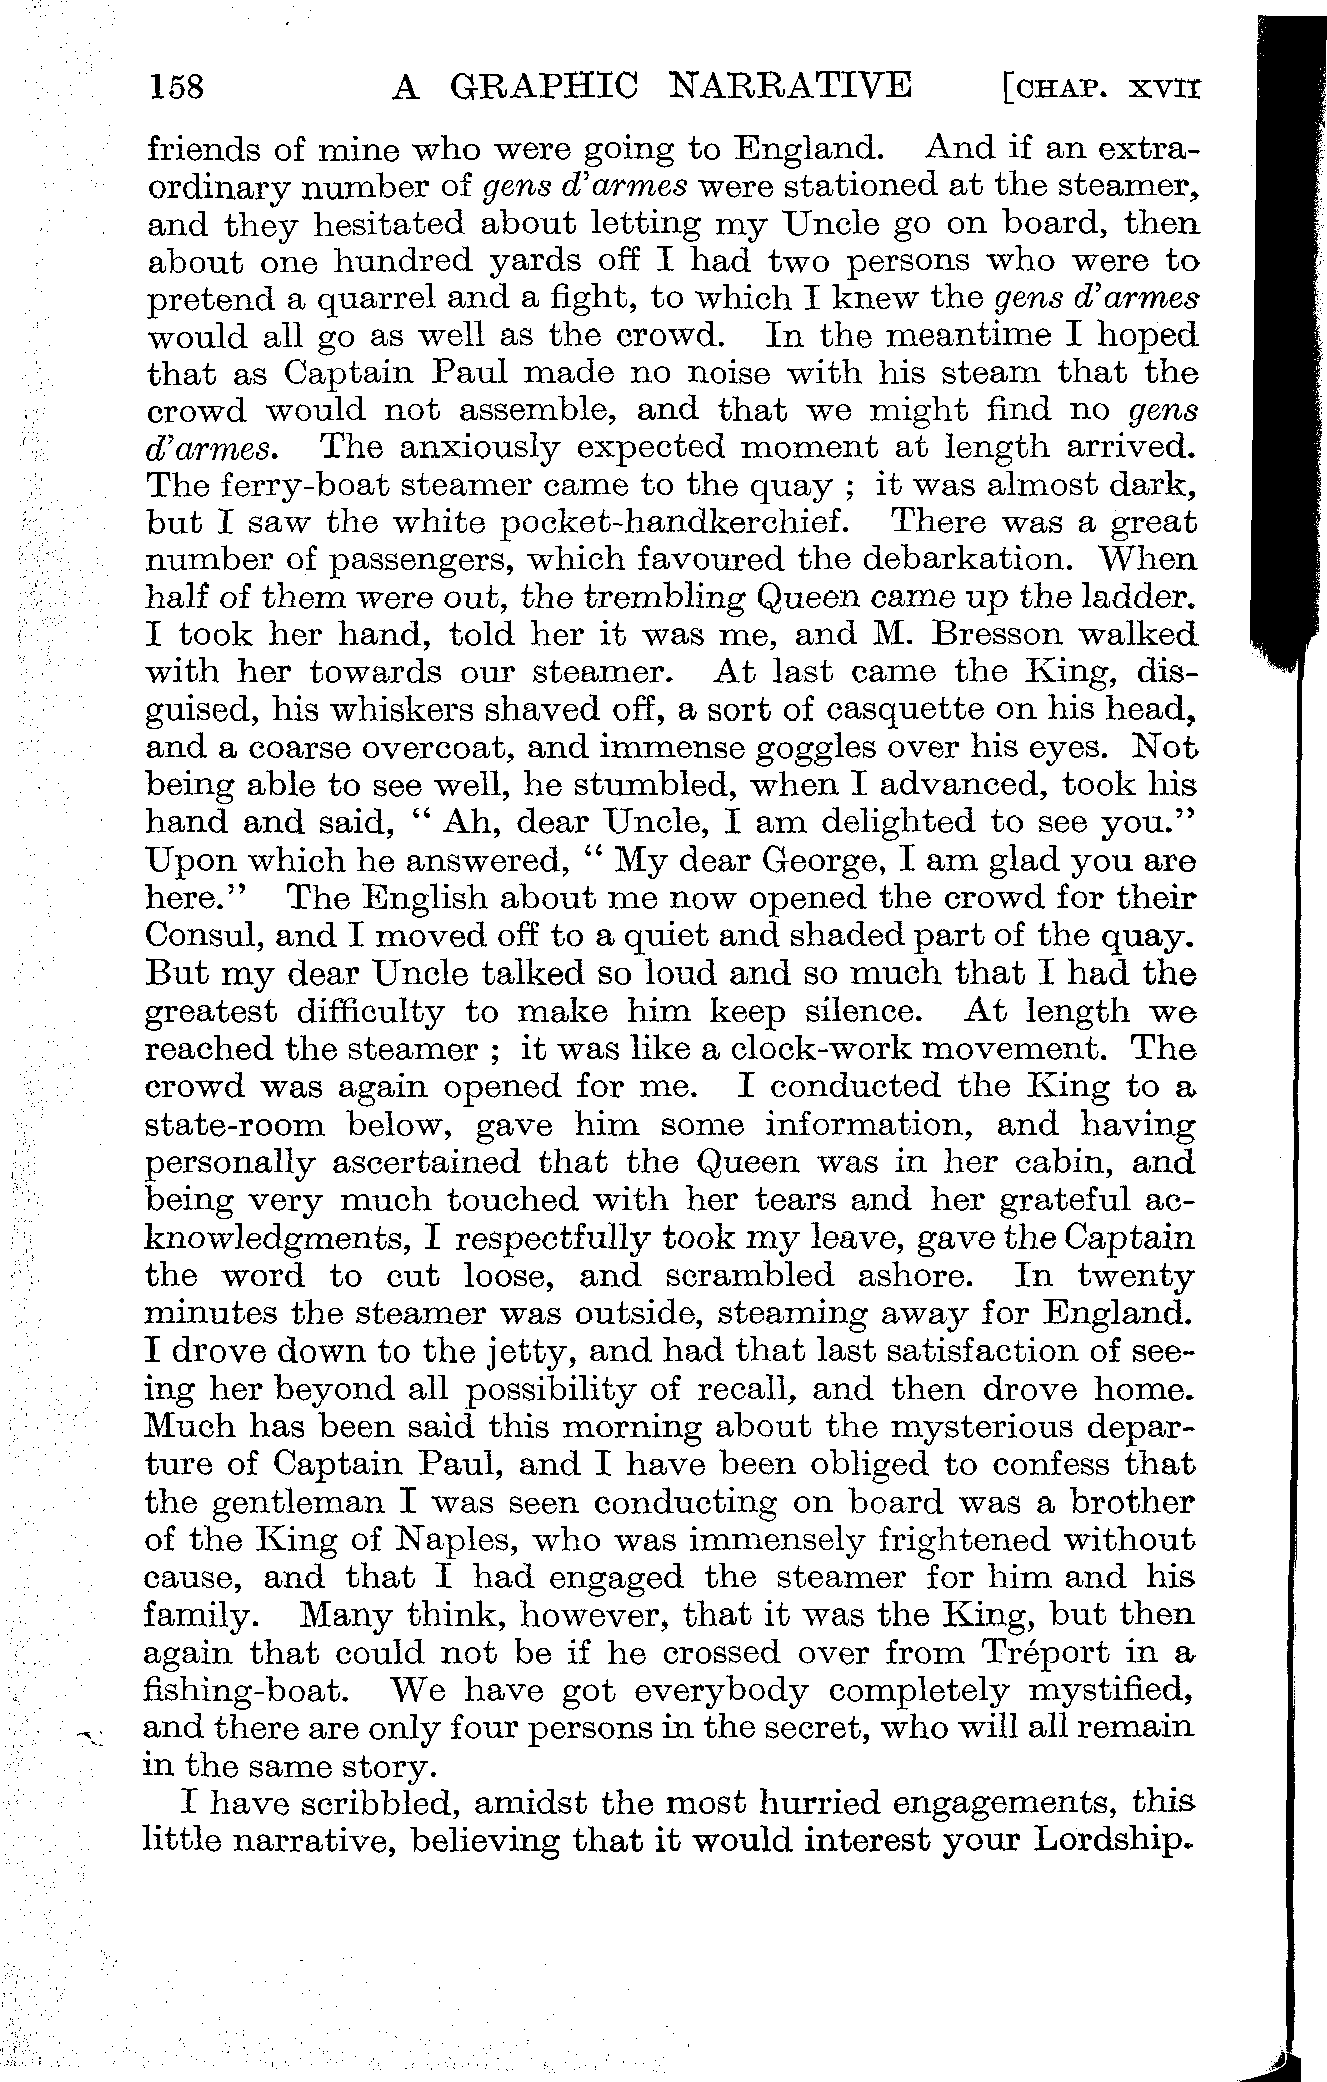 158 A GRAPHIC NARRATIVE [CHAP. XVII
friends of mine who were going to England. And if an extra-
ordinary number of gens d'armes were stationed at the steamer,
and they hesitated about letting my Uncle go on board, then
about one hundred yards off I had two persons who were to
pretend a quarrel and a fight, to which I knew the gens d'armes
would all go as well as the crowd. In the meantime I hoped
that as Captain Paul made no noise with his steam that the
crowd would not assemble, and that we might find no gens
d'armes. The anxiously expected moment at length arrived.
The ferry-boat steamer came to the quay ; it was almost dark,
but I saw the white pocket-handkerchief. There was a great
number of passengers, which favoured the debarkation. When
half of them were out, the trembling Queen came up the ladder.
I took her hand, told her it was me, and M. Bresson walked
with her towards our steamer. At last came the King, dis-
guised, his whiskers shaved off, a sort of casquette on his head,
and a coarse overcoat, and immense goggles over his eyes. Not
being able to see well, he stumbled, when I advanced, took his
hand and said, “ Ah, dear Uncle, I am delighted to see you.”
Upon which he answered, “ My dear George, I am glad you are
here.” The English about me now opened the crowd for their
Consul, and I moved off to a quiet and shaded part of the quay.
But my dear Uncle talked so loud and so much that I had the
greatest difficulty to make him keep silence. At length we
reached the steamer ; it was like a clock-work movement. The
crowd was again opened for me. I conducted the King to a
state-room below, gave him some information, and having
personally ascertained that the Queen was in her cabin, and
being very much touched with her tears and her grateful ac-
knowledgments, I respectfully took my leave, gave the Captain
the word to cut loose, and scrambled ashore. In twenty
minutes the steamer was outside, steaming away for England.
I drove down to the jetty, and had that last satisfaction of see-
ing her beyond all possibility of recall, and then drove home.
Much has been said this morning about the mysterious depar-
ture of Captain Paul, and I have been obliged to confess that
the gentleman I was seen conducting on board was a brother
of the King of Naples, who was immensely frightened without
cause, and that I had engaged the steamer for him and his
family. Many think, however, that it was the King, but then
again that could not be if he crossed over from Tréport in a
fishing-boat. We have got everybody completely mystified,
and there are only four persons in the secret, who will all remain
in the same story.
I have scribbled, amidst the most hurried engagements, this
little narrative, believing that it would interest your Lordship.